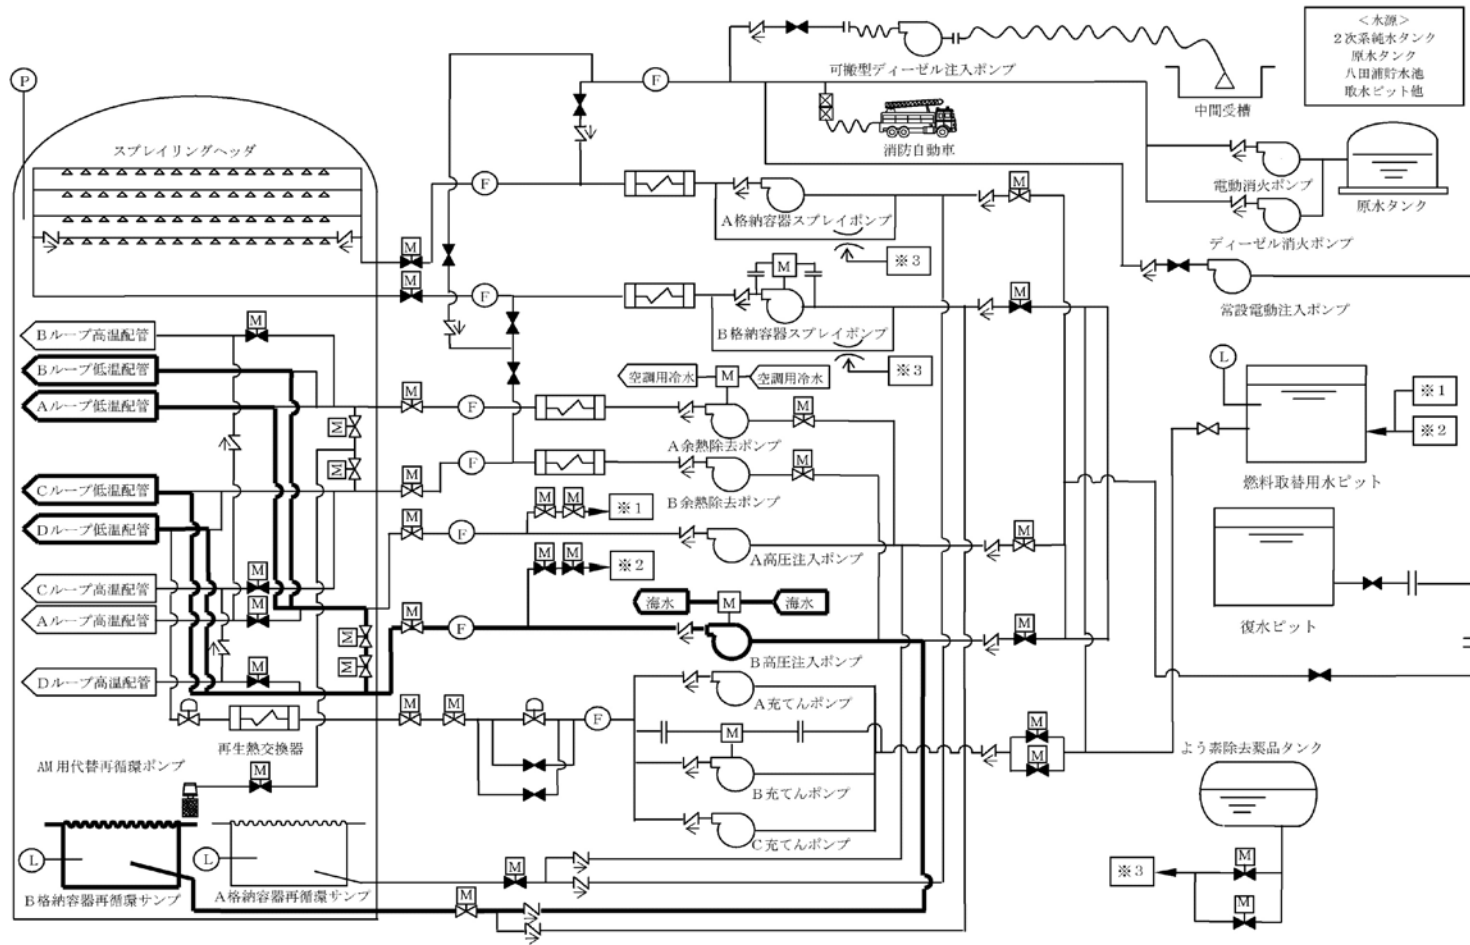 ＜水源＞
２次系純水タンク
原水タンク
八田浦貯水池
取水ピット他
可搬型ディーゼル注入ポンプ
中間受槽
消防自動車
電動消火ポンプ
原水タンク
ディーゼル消火ポンプ
常設電動注入ポンプ
P
スプレイリングヘッダ
F
F
M
A格納容器スプレイポンプ
※３
M
M
F
M
M
B格納容器スプレイポンプ
※３
Bループ高温配管
M
Bループ低温配管
Aループ低温配管
M
M
F
空調用冷水
M
空調用冷水
M
A余熱除去ポンプ
L
※１
※２
燃料取替用水ピット
M
Cループ低温配管
Dループ低温配管
M
F
M
B余熱除去ポンプ
M
M
※１
M
F
A高圧注入ポンプ
M
M
M
※２
復水ピット
Cループ高温配管
M
Aループ高温配管
M
M
M
M
F
海水
M
海水
B高圧注入ポンプ
M
Dループ高温配管
M
再生熱交換器
M
M
F
A充てんポンプ
M
B充てんポンプ
C充てんポンプ
M
M
よう素除去薬品タンク
※３
M
M
AM用代替再循環ポンプ
M
L
B格納容器再循環サンプ
L
A格納容器再循環サンプ
M
M